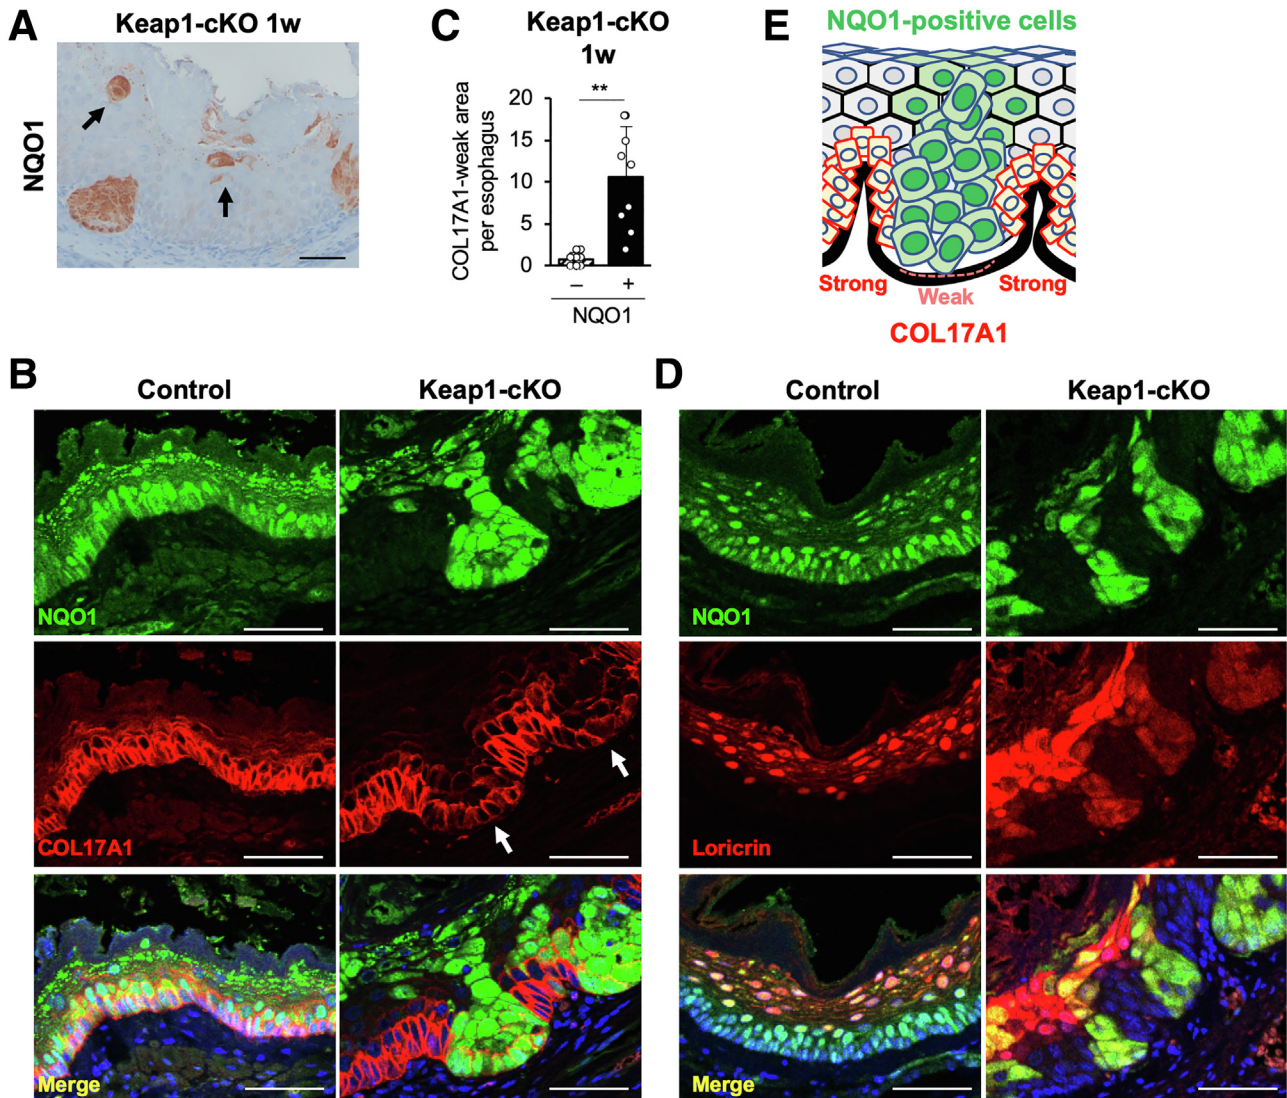 A
Keap1-cKO 1w
NQO1
C
Keap1-cKO
1w
**
COL17A1-weak area
per esophagus
20
15
10
5
0
– +
NQO1
E
NQO1-positive cells
Strong
Weak
Strong
COL17A1
B
Control
Keap1-cKO
NQO1
COL17A1
Merge
D
Control
Keap1-cKO
NQO1
Loricrin
Merge